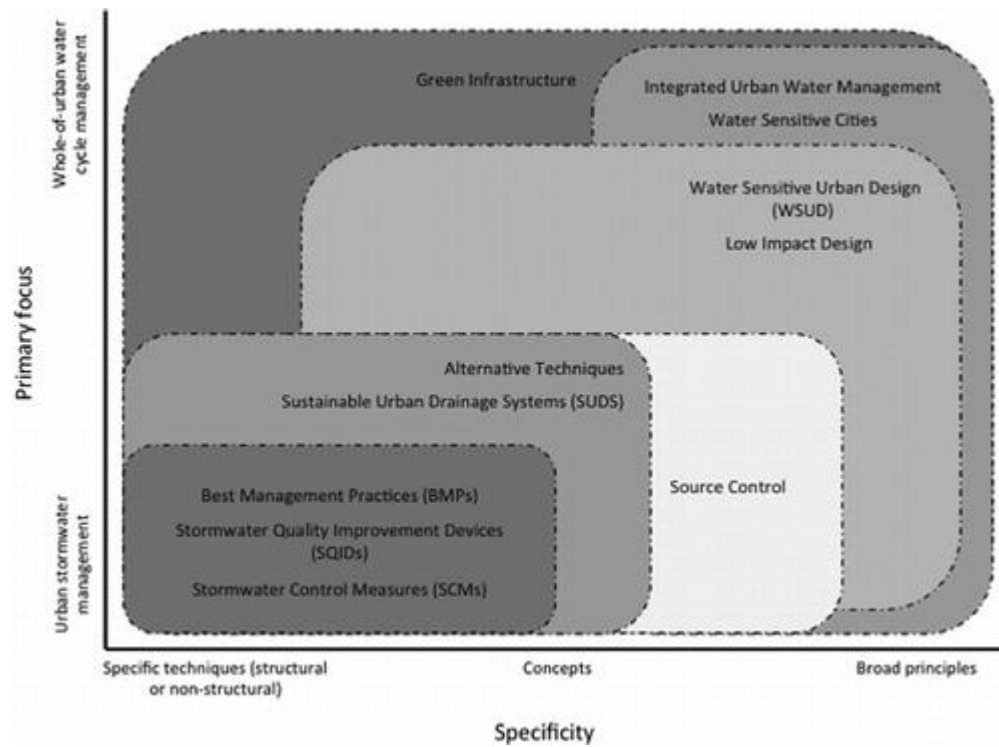 Whole-of-urban water
cycle management
Primary focus
Urban stormwater
management
Green Infrastructure
Integrated Urban Water Management
Water Sensitive Cities
Water Sensitive Urban Design
(WSUD)
Low Impact Design
Alternative Techniques
Sustainable Urban Drainage Systems (SUDS)
Source Control
Best Management Practices (BMPs)
Stormwater Quality Improvement Devices
(SQIDs)
Stormwater Control Measures (SCMs)
Specific techniques (structural
or non-structural)
Concepts
Broad principles
Specificity